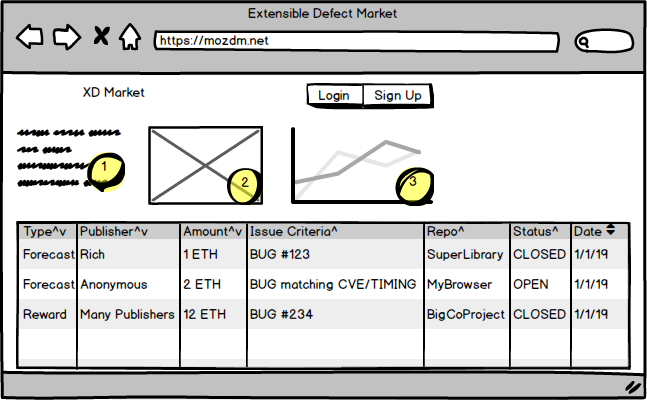 Extensible Defect Market
https://mozdm.net
XD Market
Login Sign Up
1
2
3
Type^v Publisher^v Amount^v Issue Criteria^ Repo^ Status^ Date
Forecast Rich 1 ETH BUG #123 SuperLibrary CLOSED 1/1/19
Forecast Anonymous 2 ETH BUG matching CVE/TIMING MyBrowser OPEN 1/1/19
Reward Many Publishers 12 ETH BUG #234 BigCoProject CLOSED 1/1/19